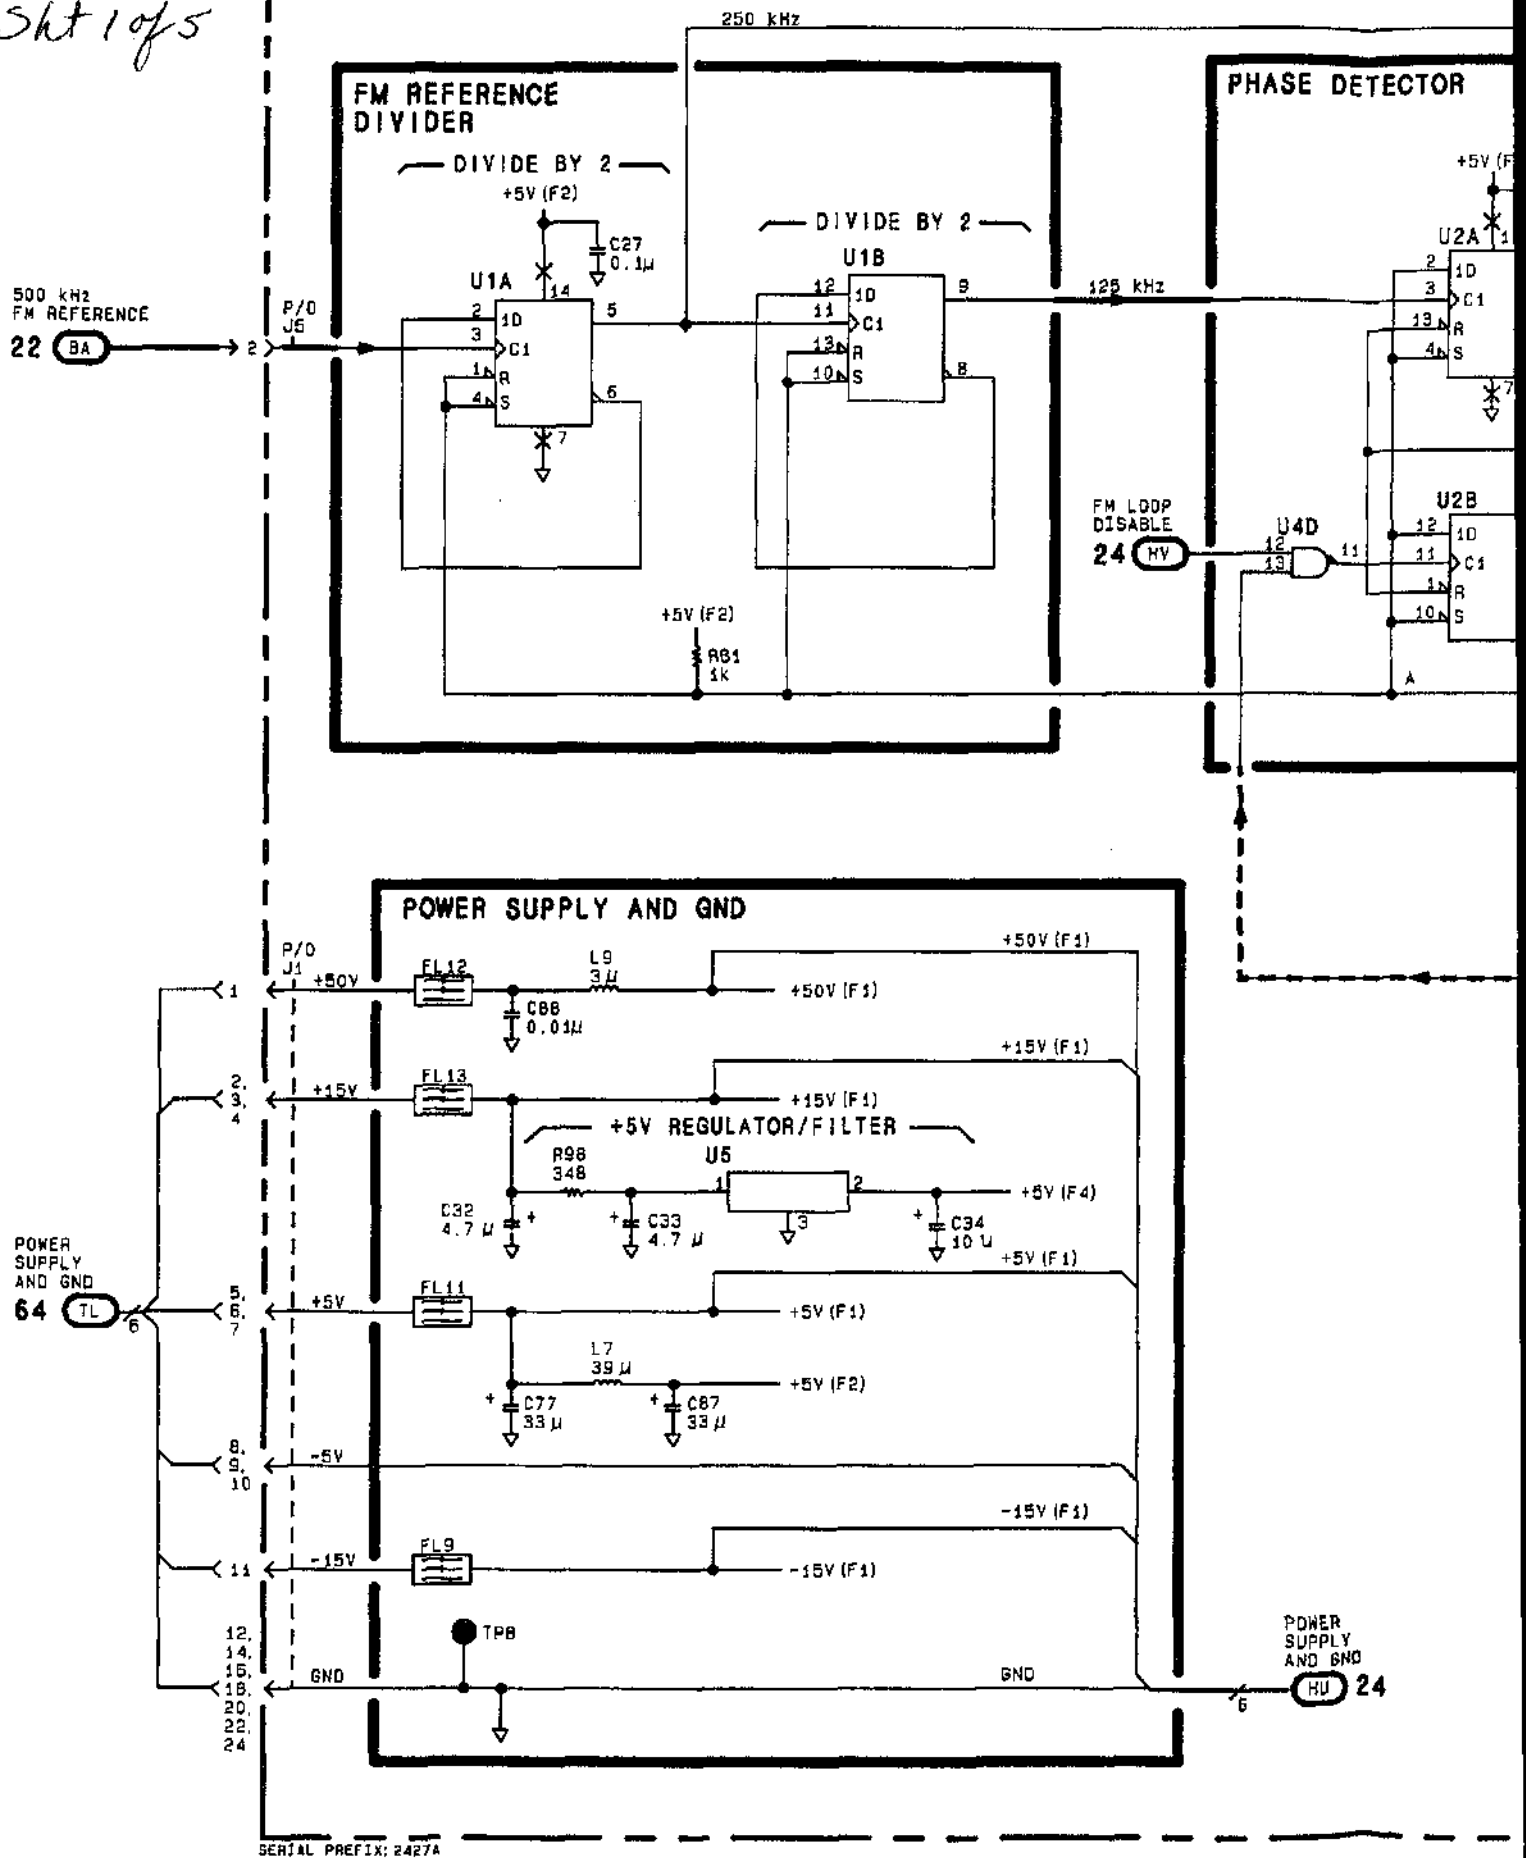 Sht 1 of 5
250 kHz
FM REFERENCE
DIVIDER
PHASE DETECTOR
DIVIDE BY 2
+5V (F2)
C27
0.1µ
U1A
14
2
1D
3
C1
1
R
4
S
5
6
7
DIVIDE BY 2
U1B
12
1D
11
C1
13
R
10
S
9
8
125 kHz
500 kHz
FM REFERENCE
22
BA
2
P/O
+5V (F
U2A
1
2
1D
3
C1
13
R
4
S
7
FM LOOP
DISABLE
24
HV
U4D
12
13
11
U2B
12
1D
11
C1
1
R
10
S
+5V (F2)
1K
A
POWER SUPPLY AND GND
P/O
J1
1
+50V
FL12
C88
0.01µ
L9
3µ
+50V (F1)
+50V (F1)
2,
3,
4
+15V
FL13
+15V (F1)
+15V (F1)
+5V REGULATOR/FILTER
R98
348
U5
1
2
3
+5V (F4)
C32
4.7 µ
+
+
C33
4.7 µ
+
C34
10 µ
POWER
SUPPLY
AND GND
64
TL
6
5,
6,
7
+5V
FL11
+5V (F1)
+5V (F1)
L7
39 µ
+5V (F2)
+
C77
33 µ
+
C87
33 µ
8,
9,
10
-5V
11
-15V
FL9
-15V (F1)
-15V (F1)
12,
14,
16,
18,
20,
22,
24
GND
GND
POWER
SUPPLY
AND GND
HU
24
6
SERIAL PREFIX: 2427A